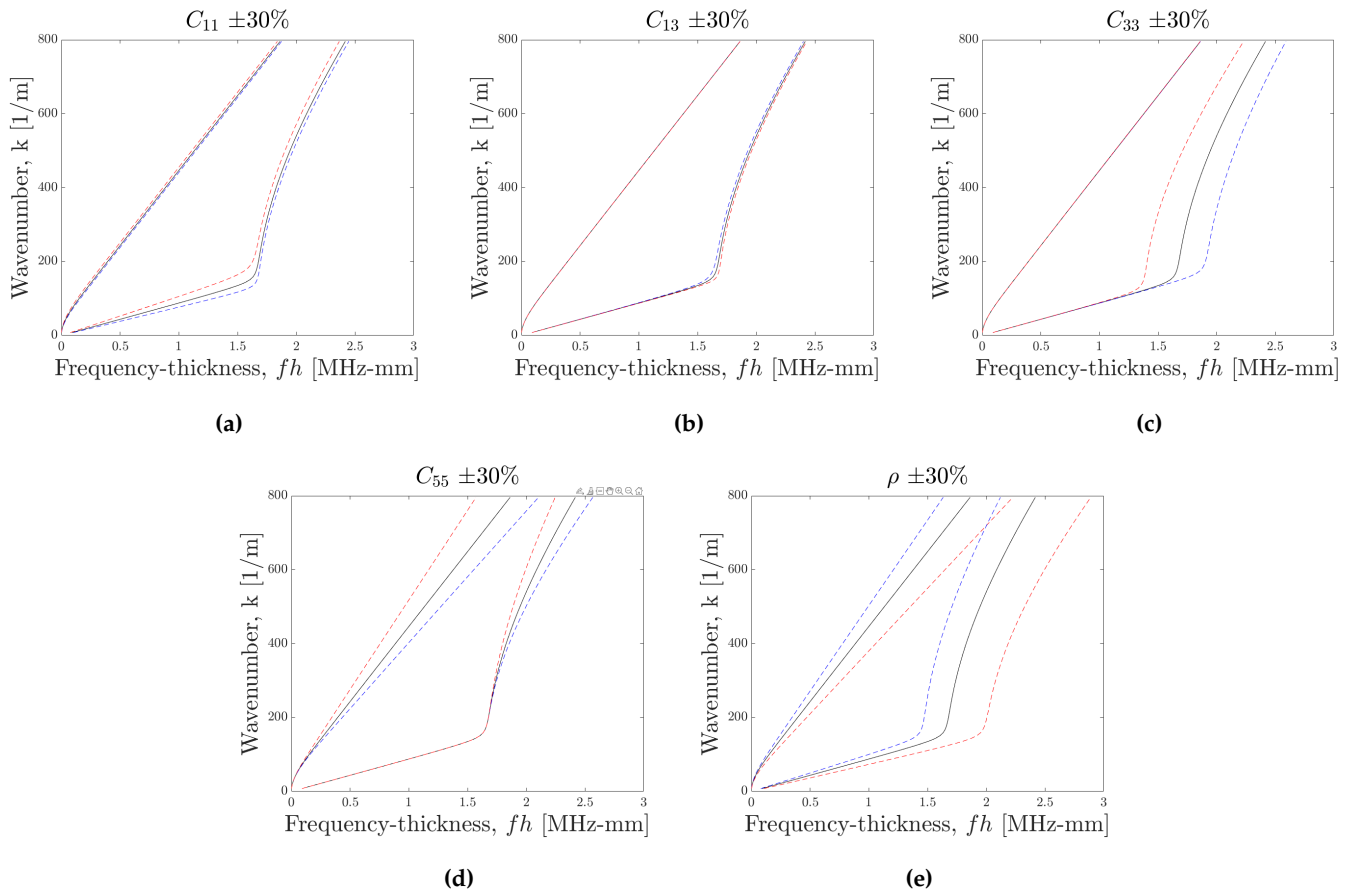 C₁₁ ±30%
800
600
400
200
0
0 0.5 1 1.5 2 2.5 3
Wavenumber, k [1/m]
Frequency-thickness, fh [MHz-mm]
(a)
C₁₃ ±30%
800
600
400
200
0
0 0.5 1 1.5 2 2.5 3
Wavenumber, k [1/m]
Frequency-thickness, fh [MHz-mm]
(b)
C₃₃ ±30%
800
600
400
200
0
0 0.5 1 1.5 2 2.5 3
Wavenumber, k [1/m]
Frequency-thickness, fh [MHz-mm]
(c)
C₅₅ ±30%
800
600
400
200
0
0 0.5 1 1.5 2 2.5 3
Wavenumber, k [1/m]
Frequency-thickness, fh [MHz-mm]
(d)
ρ ±30%
800
600
400
200
0
0 0.5 1 1.5 2 2.5 3
Wavenumber, k [1/m]
Frequency-thickness, fh [MHz-mm]
(e)